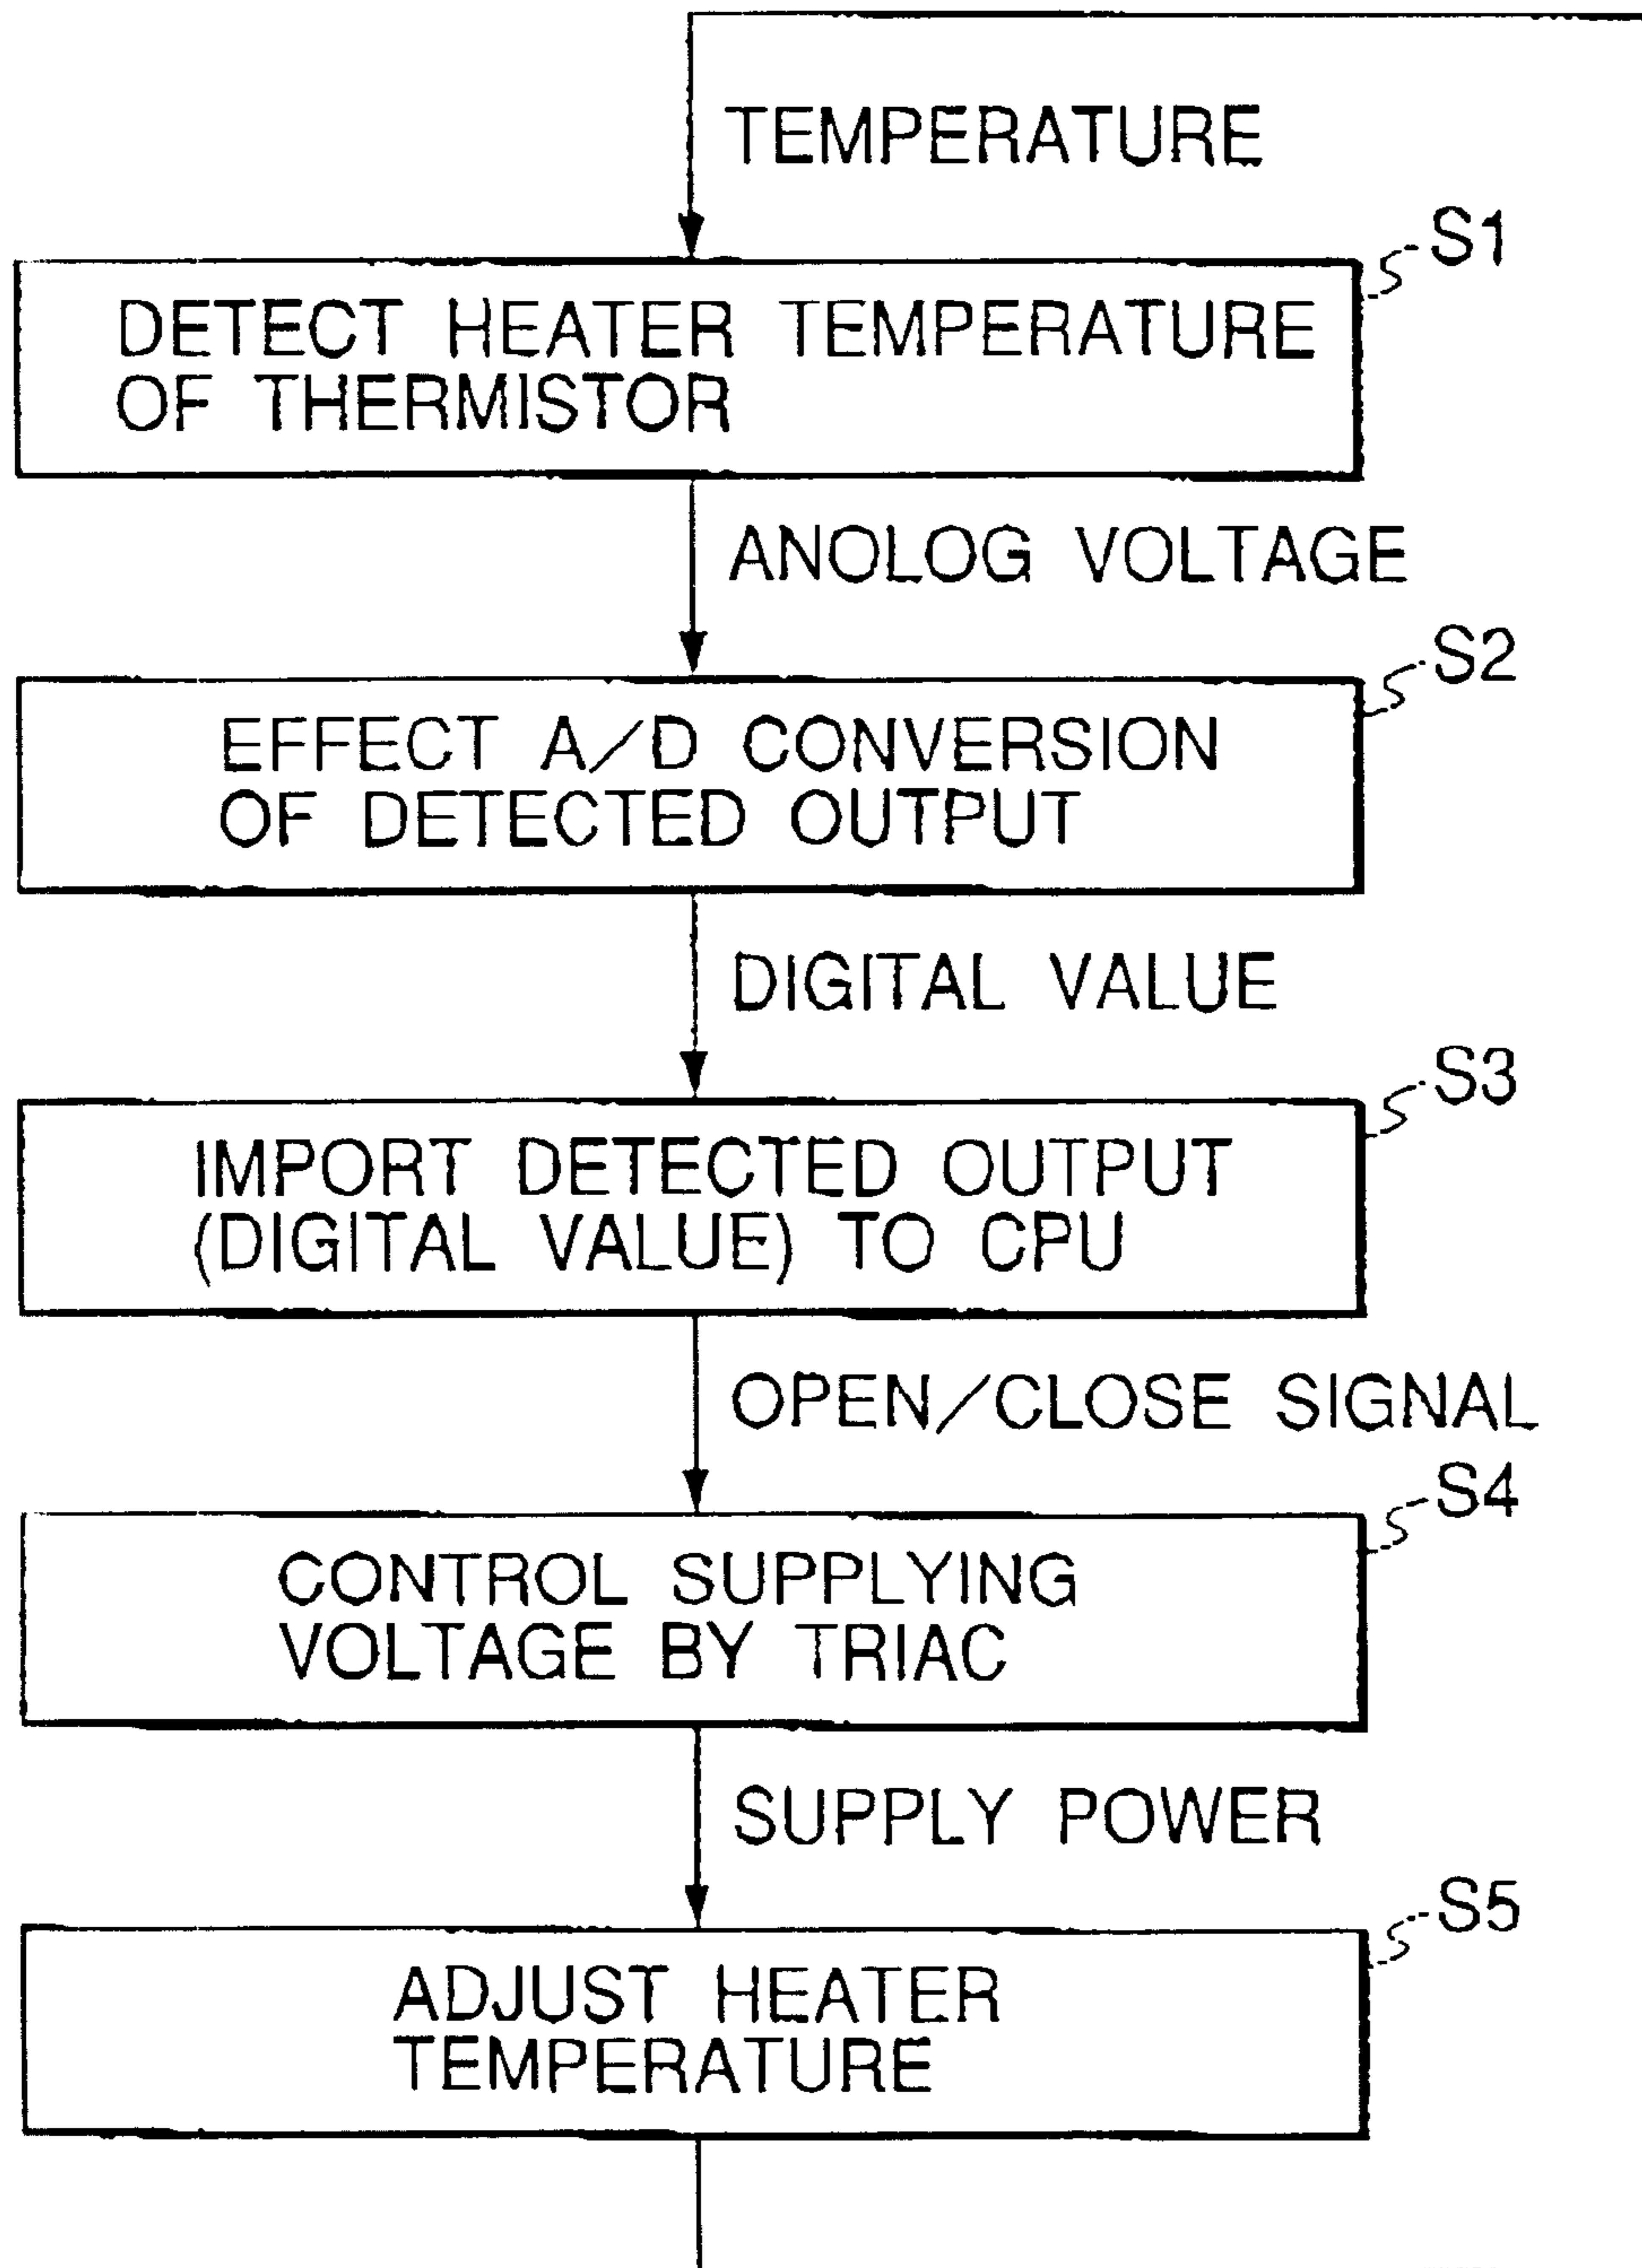 TEMPERATURE
S1
DETECT HEATER TEMPERATURE
OF THERMISTOR
ANOLOG VOLTAGE
S2
EFFECT A/D CONVERSION
OF DETECTED OUTPUT
DIGITAL VALUE
S3
IMPORT DETECTED OUTPUT
(DIGITAL VALUE) TO CPU
OPEN/CLOSE SIGNAL
S4
CONTROL SUPPLYING
VOLTAGE BY TRIAC
SUPPLY POWER
S5
ADJUST HEATER
TEMPERATURE